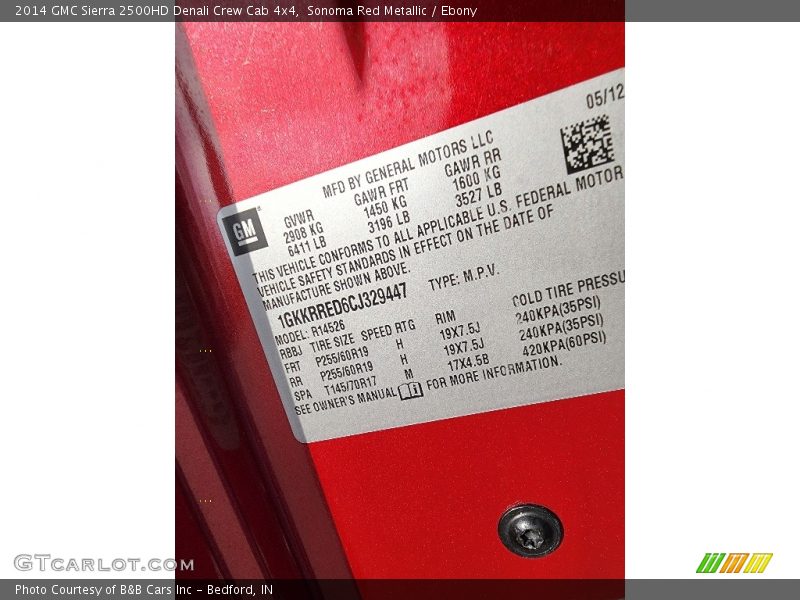 2014 GMC Sierra 2500HD Denali Crew Cab 4x4, Sonoma Red Metallic / Ebony
05/12
MFD BY GENERAL MOTORS LLC
GVWR GAWR FRT GAWR RR
2908 KG 1450 KG 1600 KG
6411 LB 3196 LB 3527 LB
GM
THIS VEHICLE CONFORMS TO ALL APPLICABLE U.S. FEDERAL MOTOR
VEHICLE SAFETY STANDARDS IN EFFECT ON THE DATE OF
MANUFACTURE SHOWN ABOVE.
1GKKRRED6CJ329447 TYPE: M.P.V.
MODEL: R14526
RBBJ TIRE SIZE SPEED RTG RIM COLD TIRE PRESSU
FRT P255/60R19 H 19X7.5J 240KPA(35PSI)
RR P255/60R19 H 19X7.5J 240KPA(35PSI)
SPA T145/70R17 M 17X4.5B 420KPA(60PSI)
SEE OWNER'S MANUAL FOR MORE INFORMATION.
GTcarlot.com
Photo Courtesy of B&B Cars Inc - Bedford, IN